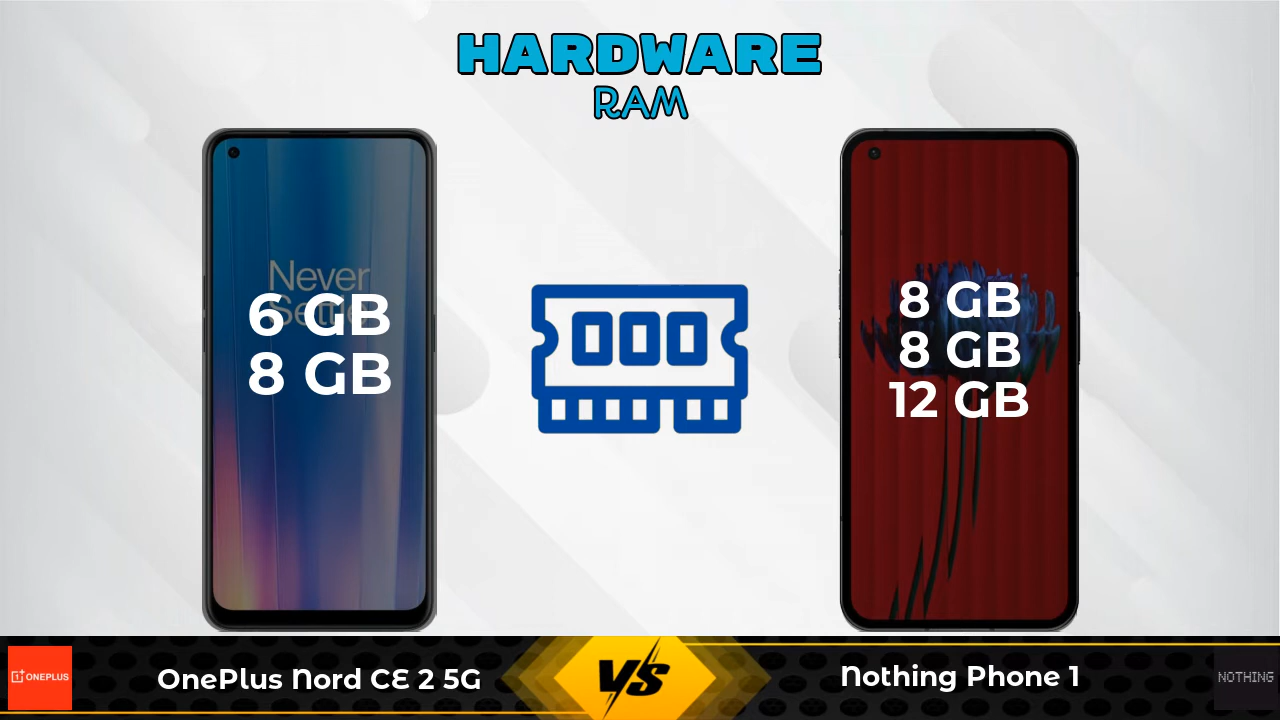 HARDWARE
RAM
Never
Settle
6 GB
8 GB
8 GB
8 GB
12 GB
ONEPLUS
OnePlus Nord CE 2 5G
VS
Nothing Phone 1
NOTHING